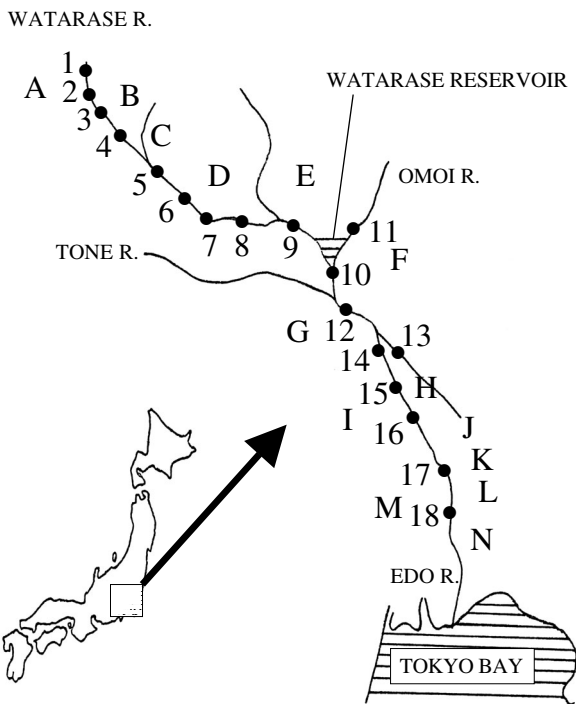 WATARASE R.
1
A
2
B
3
WATARASE RESERVOIR
4
C
5
D
E
OMOI R.
6
7
8
9
11
F
TONE R.
10
G
12
13
14
15
H
I
16
J
17
K
L
M
18
N
EDO R.
TOKYO BAY